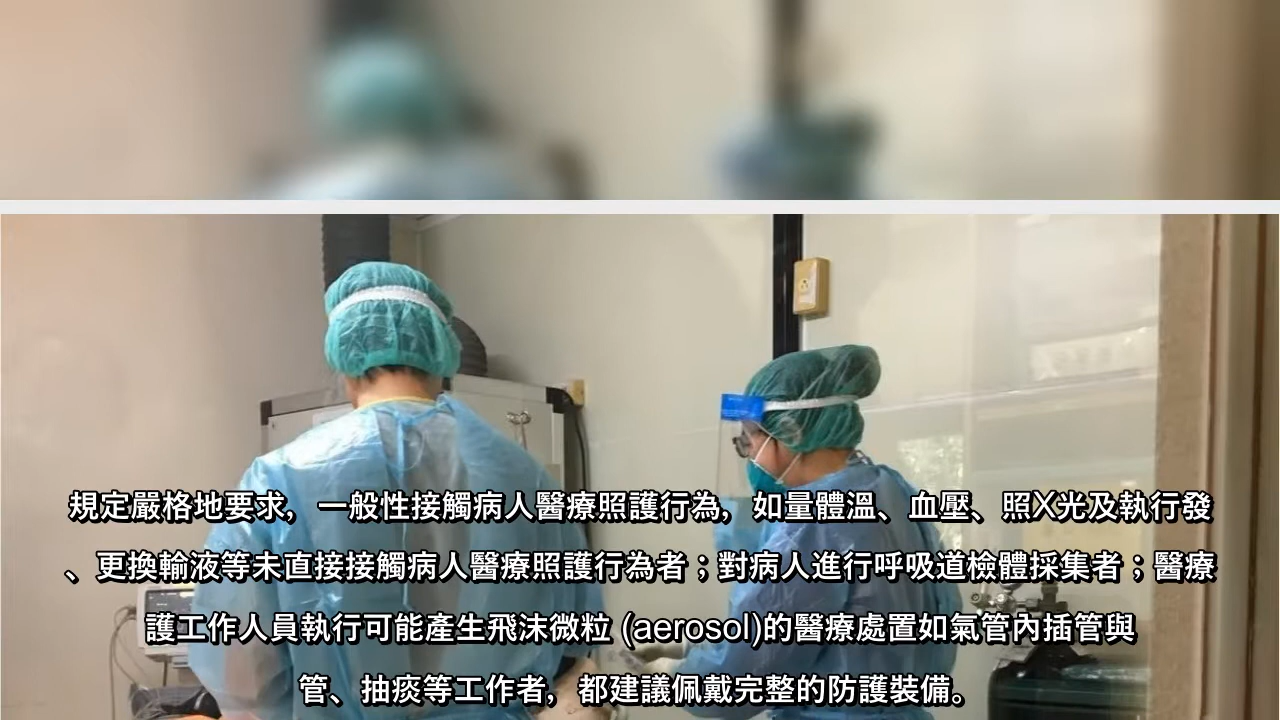 規定嚴格地要求，一般性接觸病人醫療照護行為，如量體溫、血壓、照X光及執行發
、更換輸液等未直接接觸病人醫療照護行為者；對病人進行呼吸道檢體採集者；醫療
護工作人員執行可能產生飛沫微粒 (aerosol)的醫療處置如氣管內插管與
管、抽痰等工作者，都建議佩戴完整的防護裝備。